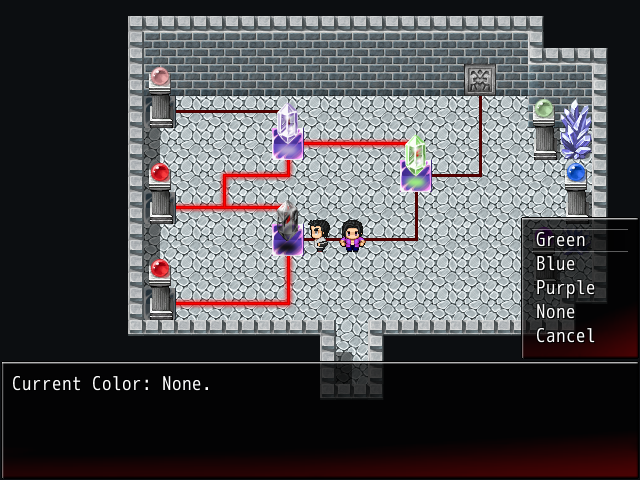 Green
Blue
Purple
None
Cancel
Current Color: None.